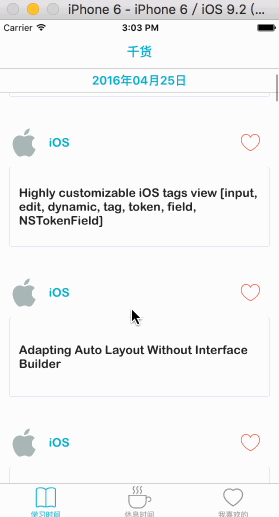 iPhone 6 - iPhone 6 / iOS 9.2 (...
Carrier 3:03 PM
千货
2016年04月25日
iOS
Highly customizable iOS tags view [input,
edit, dynamic, tag, token, field,
NSTokenField]
iOS
Adapting Auto Layout Without Interface
Builder
iOS
学习时间 休息时间 我喜欢的